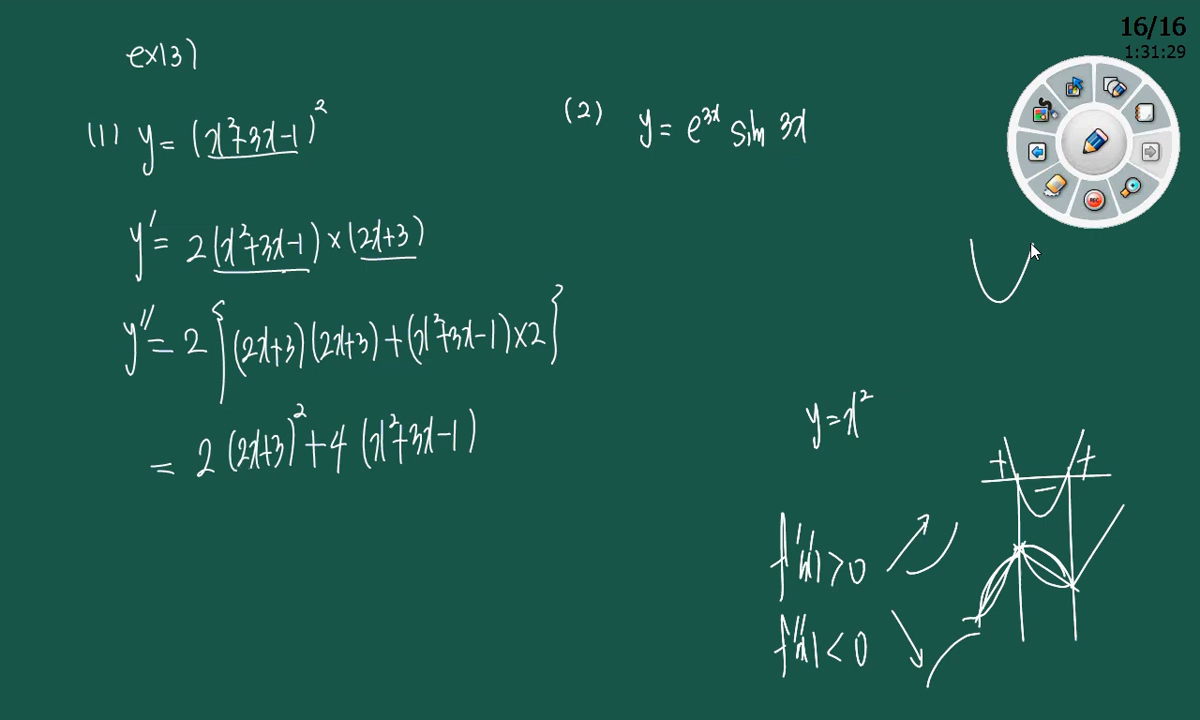 16/16
1:31:29
ex13)
(1) y = (x²+3x-1)²
y' = 2(x²+3x-1)×(2x+3)
y'' = 2{(2x+3)(2x+3)+(x²+3x-1)×2}
= 2(2x+3)²+4(x²+3x-1)
(2) y = e³ˣ sin 3x
y=x²
+ - +
f''(x)>0
f''(x)<0
REC